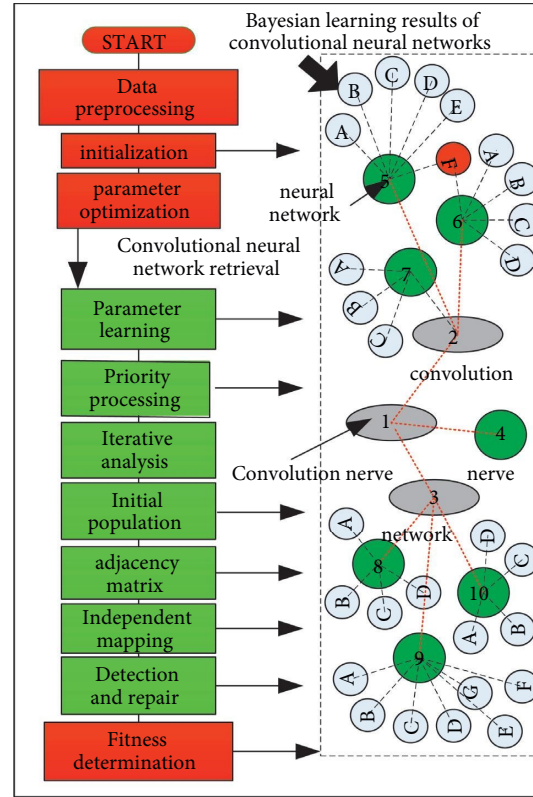 START
Data
preprocessing
initialization
parameter
optimization
Convolutional neural
network retrieval
Parameter
learning
Priority
processing
Iterative
analysis
Initial
population
adjacency
matrix
Independent
mapping
Detection
and repair
Fitness
determination
Bayesian learning results of
convolutional neural networks
A
B
C
D
E
5
neural
network
F
A
B
C
D
6
7
A
B
C
2
convolution
1
4
Convolution nerve
nerve
3
network
A
B
C
D
8
D
C
B
A
10
9
A
B
C
D
G
E
F